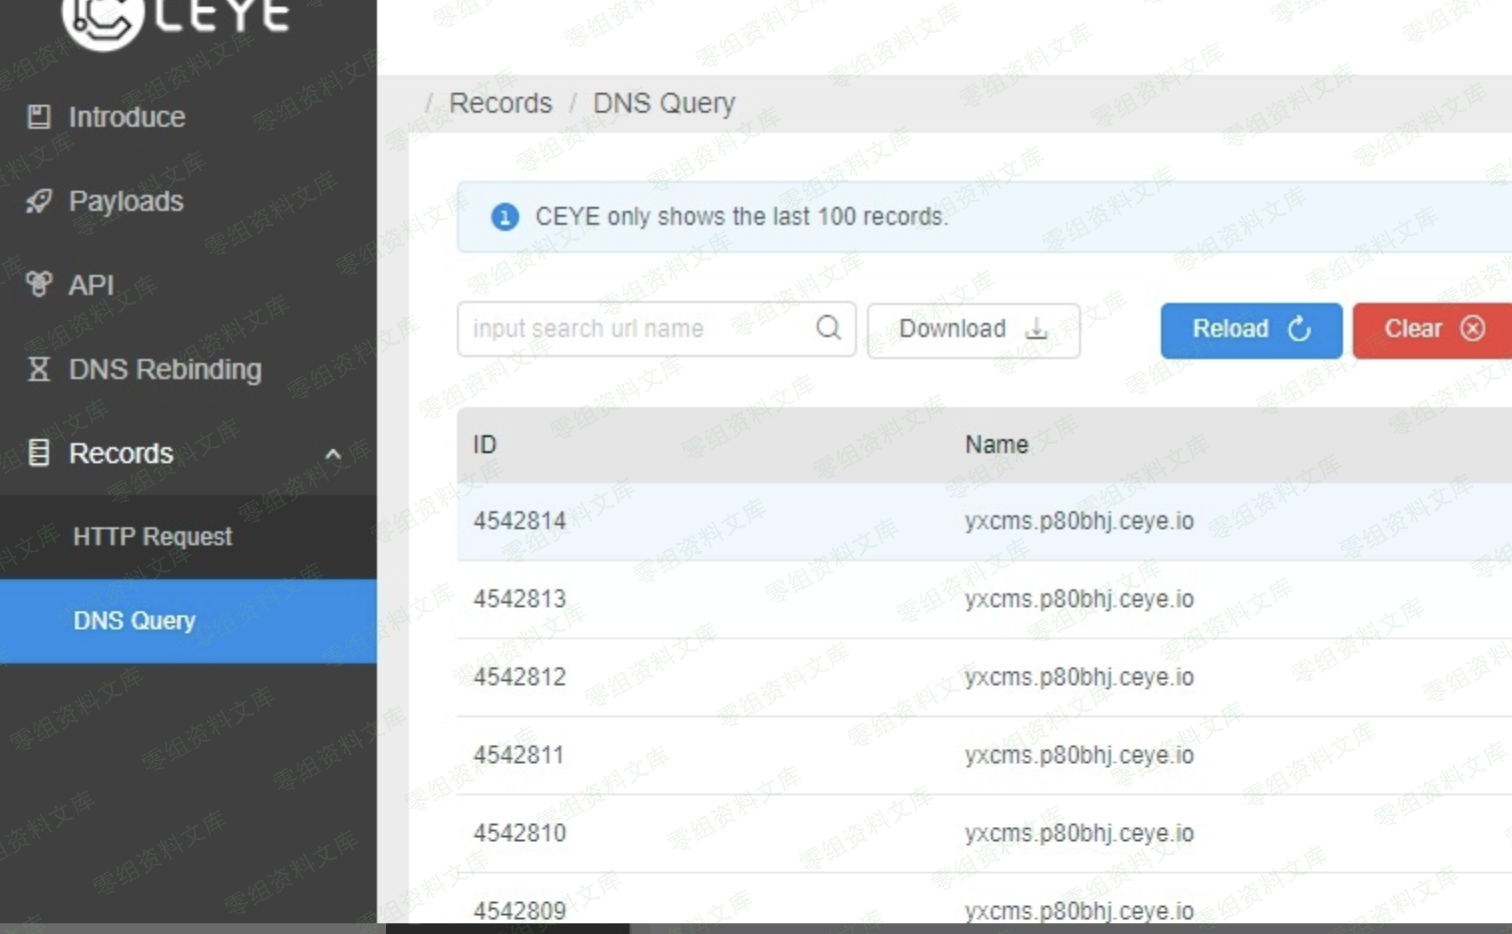 CEYE
Introduce
Payloads
API
DNS Rebinding
Records
HTTP Request
DNS Query
/ Records / DNS Query
CEYE only shows the last 100 records.
input search url name
Download
Reload
Clear
ID Name
4542814 yxcms.p80bhj.ceye.io
4542813 yxcms.p80bhj.ceye.io
4542812 yxcms.p80bhj.ceye.io
4542811 yxcms.p80bhj.ceye.io
4542810 yxcms.p80bhj.ceye.io
4542809 yxcms.p80bhj.ceye.io
零组资料文库